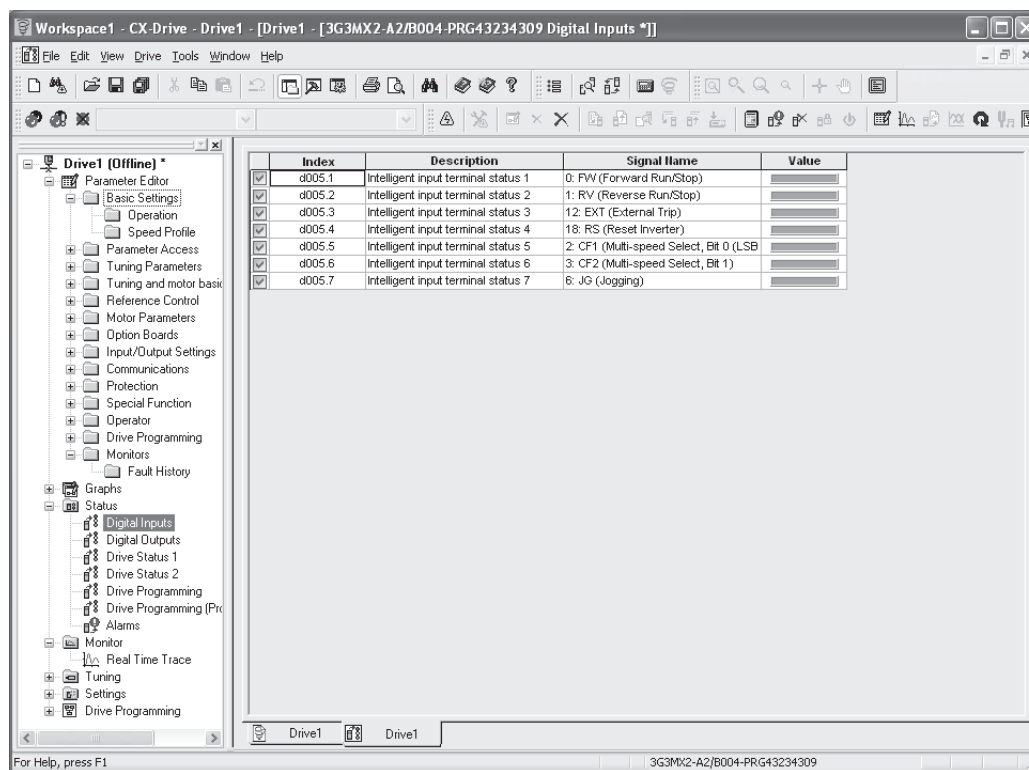 Workspace1 - CX-Drive - Drive1 - [Drive1 - [3G3MX2-A2/B004-PRG43234309 Digital Inputs *]]
File Edit View Drive Tools Window Help
Drive1 (Offline) *
Parameter Editor
Basic Settings
Operation
Speed Profile
Parameter Access
Tuning Parameters
Tuning and motor basic
Reference Control
Motor Parameters
Option Boards
Input/Output Settings
Communications
Protection
Special Function
Operator
Drive Programming
Monitors
Fault History
Graphs
Status
Digital Inputs
Digital Outputs
Drive Status 1
Drive Status 2
Drive Programming
Drive Programming (Pro
Alarms
Monitor
Real Time Trace
Tuning
Settings
Drive Programming
Index Description Signal Name Value
d005.1 Intelligent input terminal status 1 0: FW (Forward Run/Stop)
d005.2 Intelligent input terminal status 2 1: RV (Reverse Run/Stop)
d005.3 Intelligent input terminal status 3 12: EXT (External Trip)
d005.4 Intelligent input terminal status 4 18: RS (Reset Inverter)
d005.5 Intelligent input terminal status 5 2: CF1 (Multi-speed Select, Bit 0 (LSB
d005.6 Intelligent input terminal status 6 3: CF2 (Multi-speed Select, Bit 1)
d005.7 Intelligent input terminal status 7 6: JG (Jogging)
Drive1 Drive1
For Help, press F1 3G3MX2-A2/B004-PRG43234309